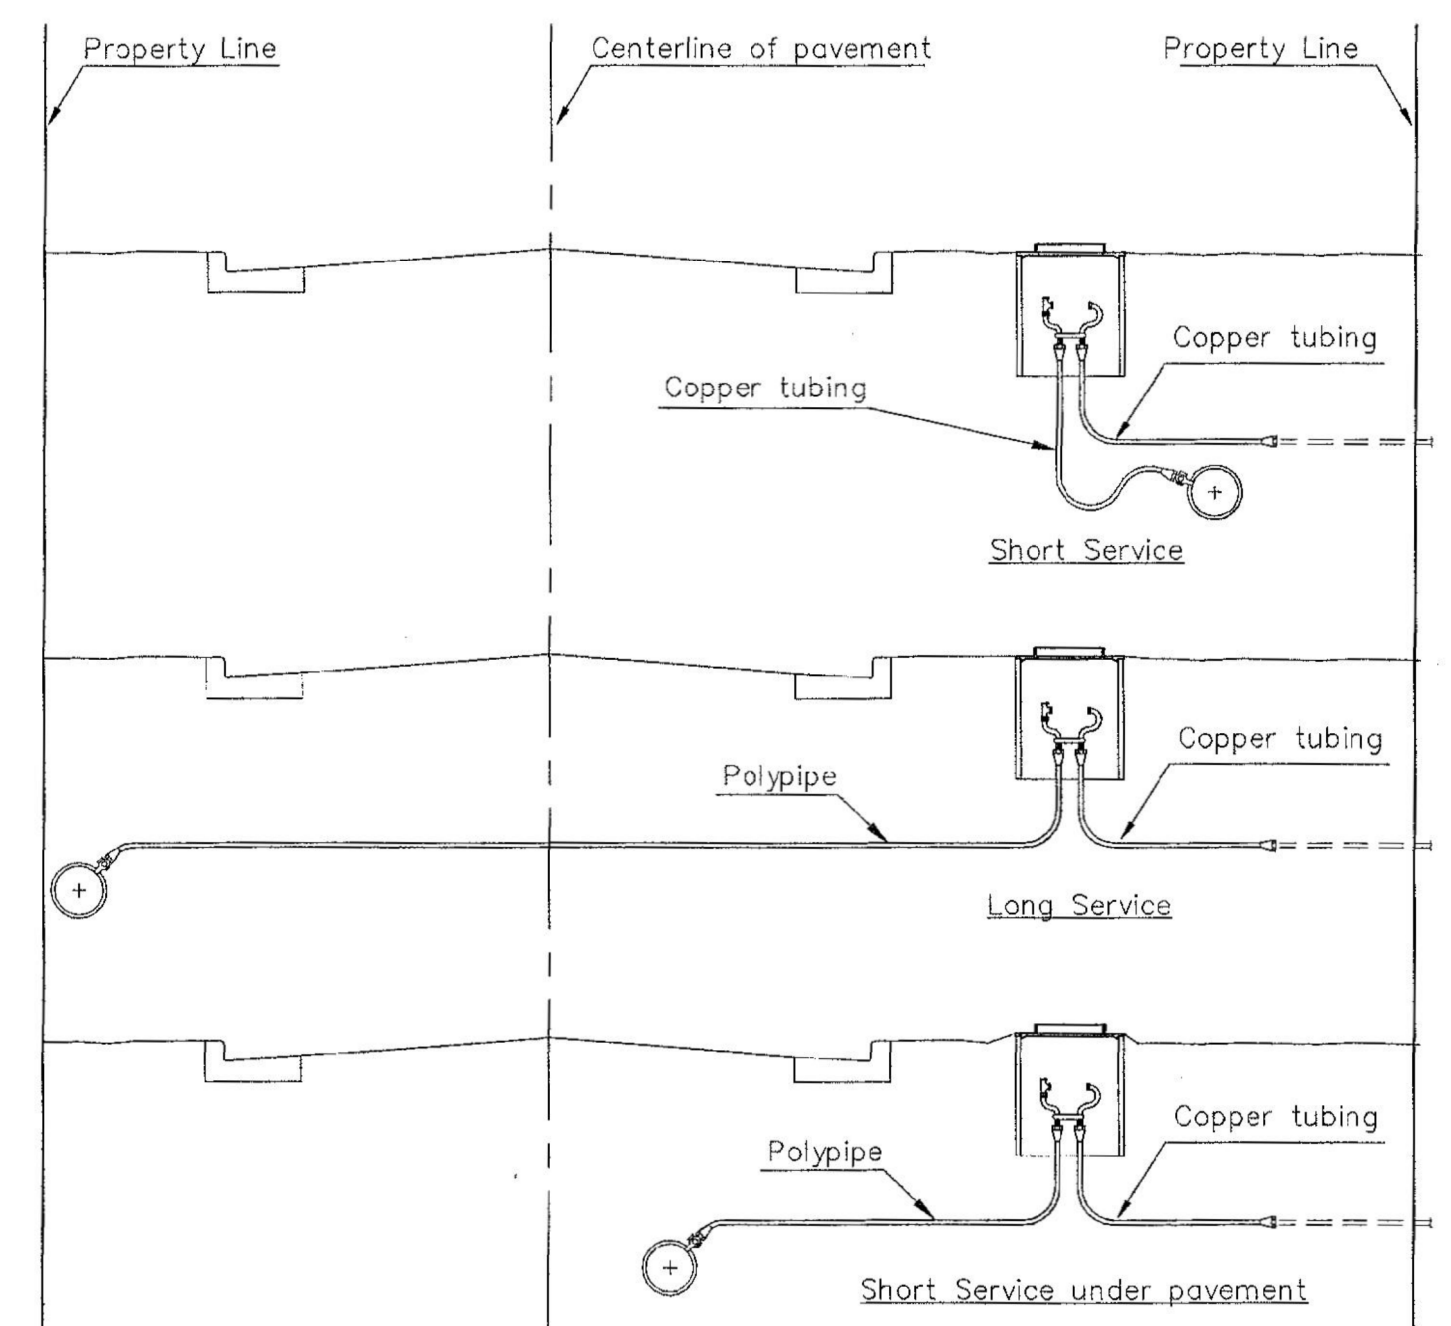 Property Line
Centerline of pavement
Property Line
Copper tubing
Copper tubing
Short Service
Copper tubing
Polypipe
Long Service
Copper tubing
Polypipe
Short Service under pavement